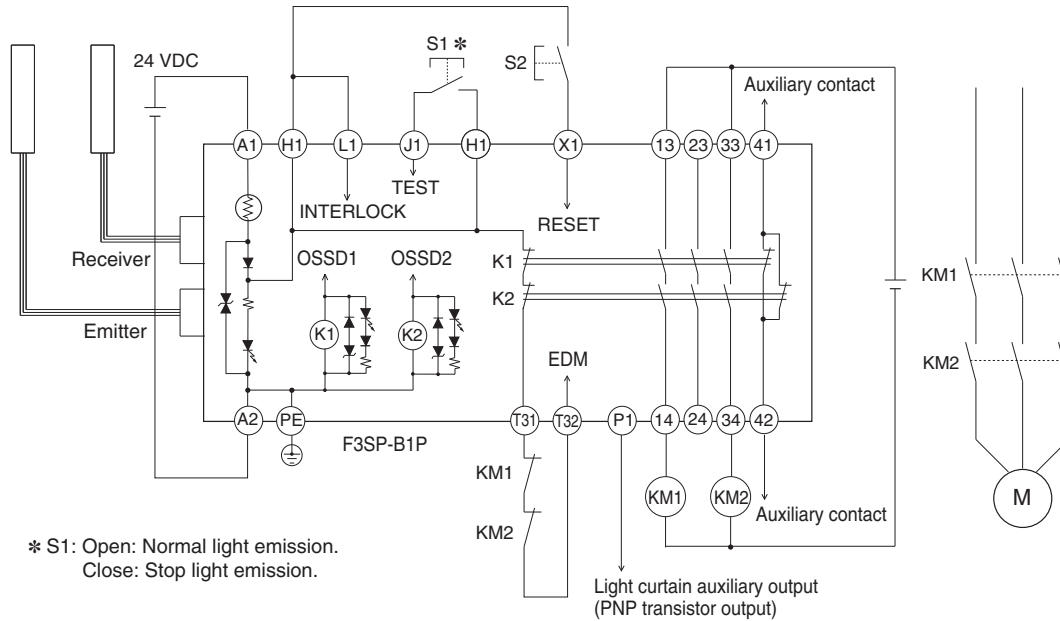 S1 *
S2
24 VDC
Auxiliary contact
A1
H1
L1
J1
H1
X1
13
23
33
41
TEST
INTERLOCK
RESET
Receiver
OSSD1
OSSD2
K1
K2
KM1
Emitter
K1
K2
EDM
KM2
A2
PE
T31
T32
P1
14
24
34
42
F3SP-B1P
KM1
KM1
KM2
M
Auxiliary contact
KM2
* S1: Open: Normal light emission.
Close: Stop light emission.
Light curtain auxiliary output
(PNP transistor output)